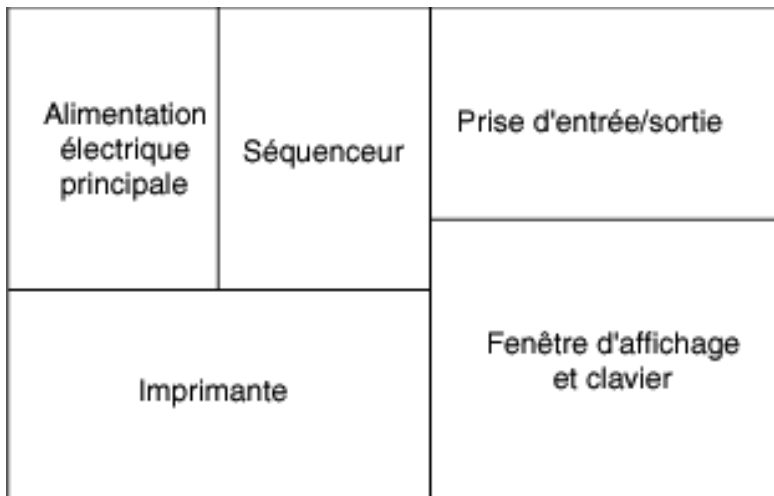 Alimentation
électrique
principale
Séquenceur
Prise d'entrée/sortie
Imprimante
Fenêtre d'affichage
et clavier